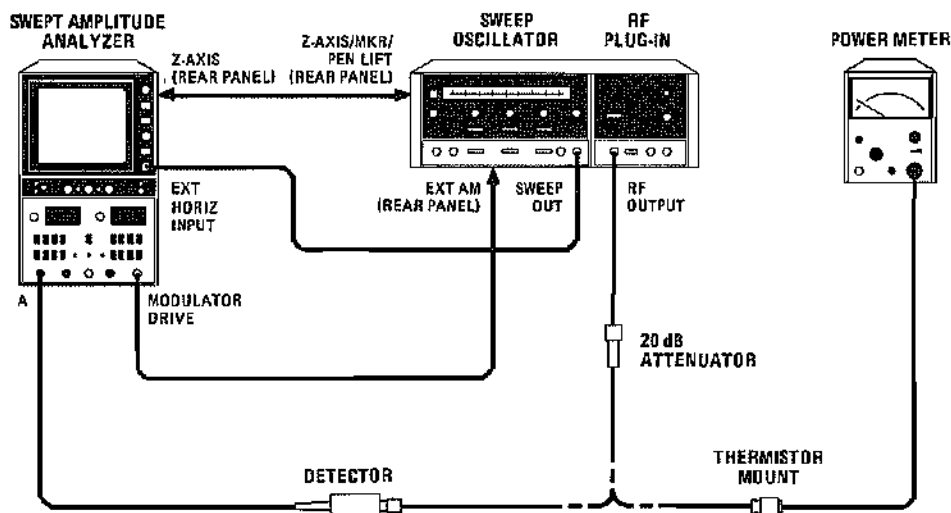 SWEPT AMPLITUDE
ANALYZER
Z-AXIS
(REAR PANEL)
Z-AXIS/MKR/
PEN LIFT
(REAR PANEL)
SWEEP
OSCILLATOR
RF
PLUG-IN
POWER METER
EXT
HORIZ
INPUT
EXT AM
(REAR PANEL)
SWEEP
OUT
RF
OUTPUT
A
MODULATOR
DRIVE
20 dB
ATTENUATOR
DETECTOR
THERMISTOR
MOUNT